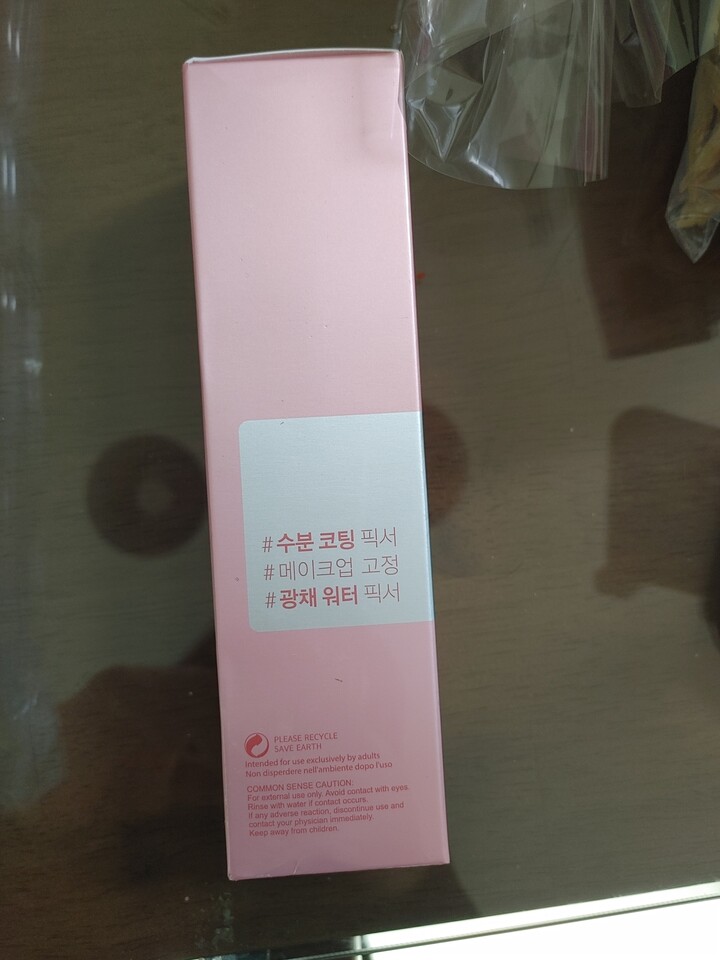 # 수분 코팅 픽서
# 메이크업 고정
# 광채 워터 픽서
PLEASE RECYCLE
SAVE EARTH
Intended for use exclusively by adults
Non disperdere nell'ambiente dopo l'uso
COMMON SENSE CAUTION:
For external use only. Avoid contact with eyes.
Rinse with water if contact occurs.
If any adverse reaction, discontinue use and
contact your physician immediately.
Keep away from children.